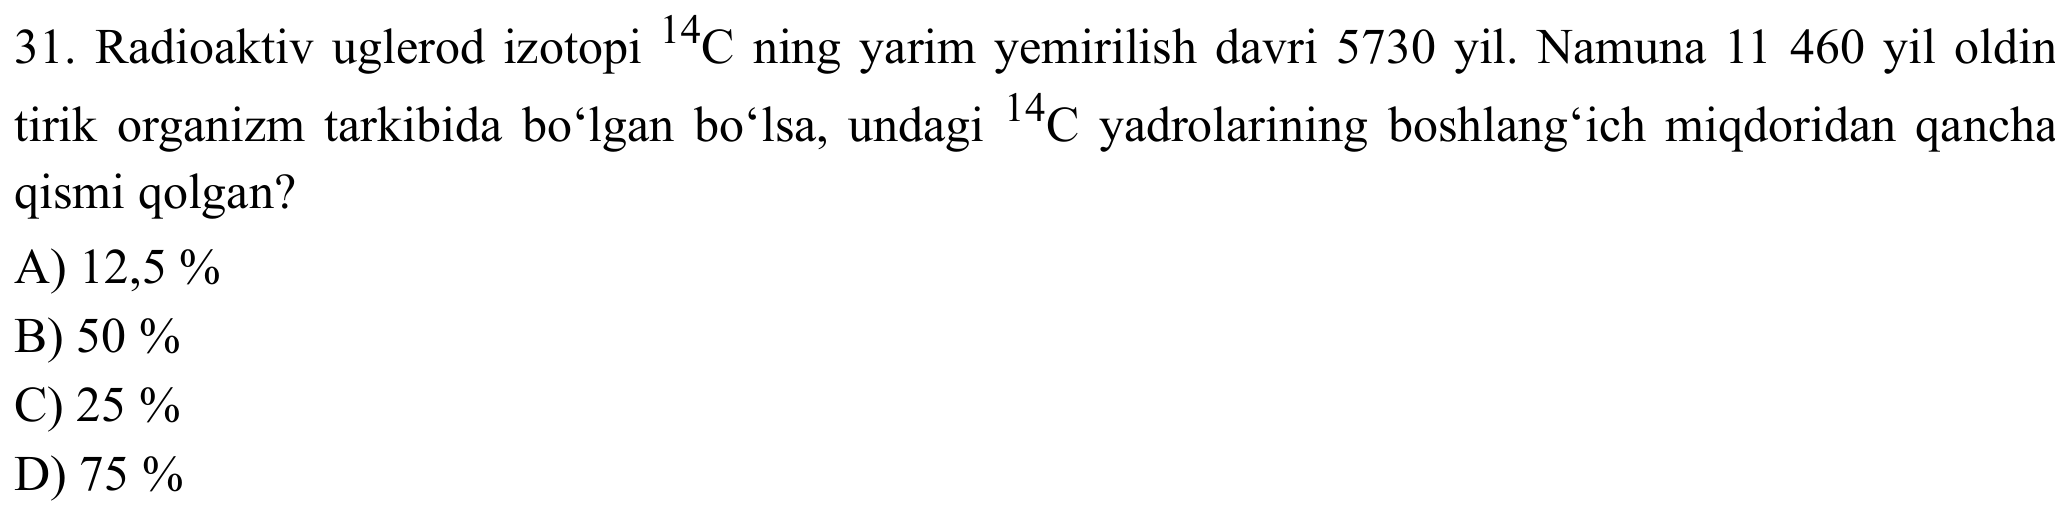 31. Radioaktiv uglerod izotopi ¹⁴C ning yarim yemirilish davri 5730 yil. Namuna 11 460 yil oldin
tirik organizm tarkibida bo‘lgan bo‘lsa, undagi ¹⁴C yadrolarining boshlang‘ich miqdoridan qancha
qismi qolgan?
A) 12,5 %
B) 50 %
C) 25 %
D) 75 %